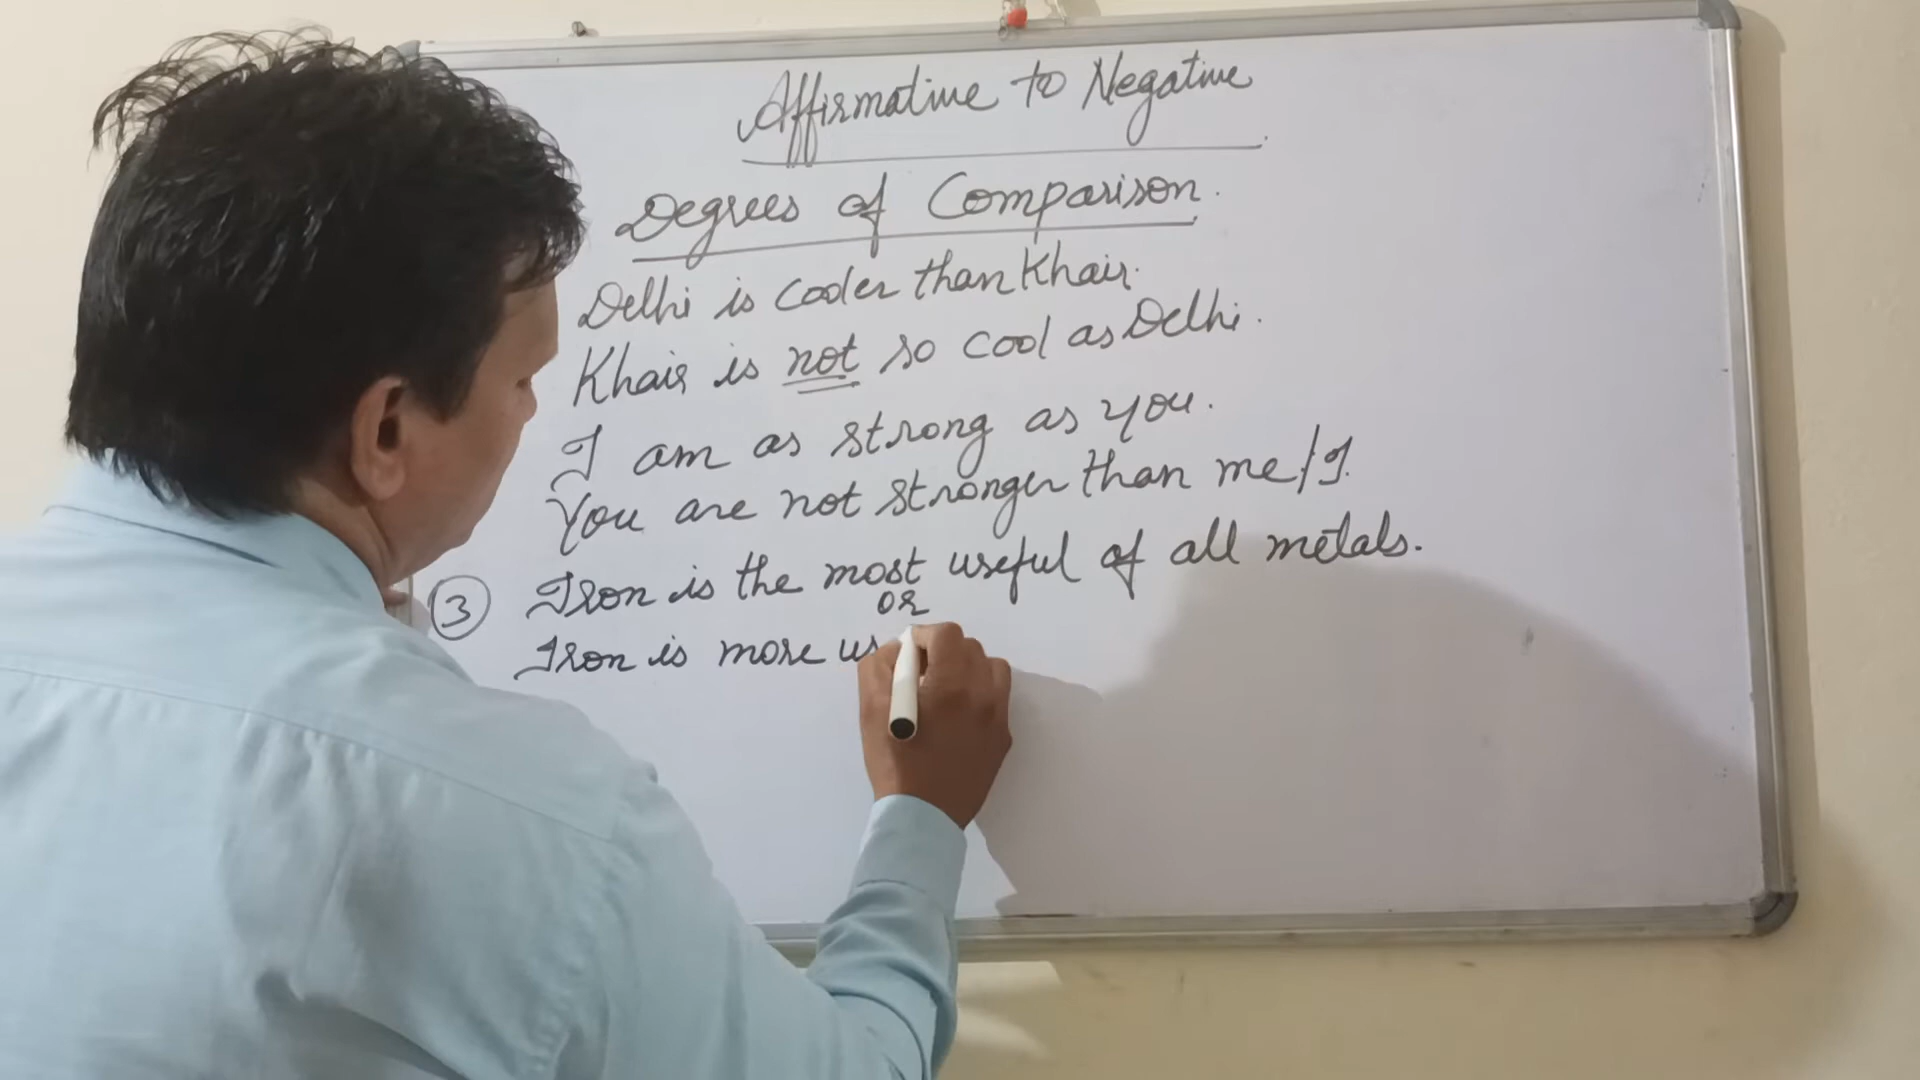 Affirmative to Negative
Degrees of Comparison.
Delhi is cooler than Khair.
Khair is not so cool as Delhi.
I am as strong as you.
You are not stronger than me/I.
3 Iron is the most useful of all metals.
or
Iron is more us